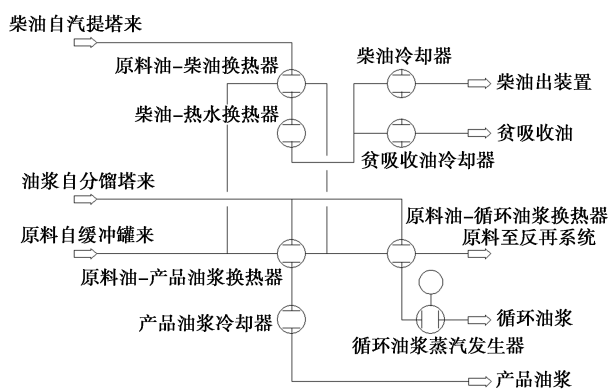 柴油自汽提塔来
原料油-柴油换热器
柴油冷却器
柴油出装置
柴油-热水换热器
贫吸收油
贫吸收油冷却器
油浆自分馏塔来
原料油-循环油浆换热器
原料自缓冲罐来
原料至反再系统
原料油-产品油浆换热器
产品油浆冷却器
循环油浆
循环油浆蒸汽发生器
产品油浆